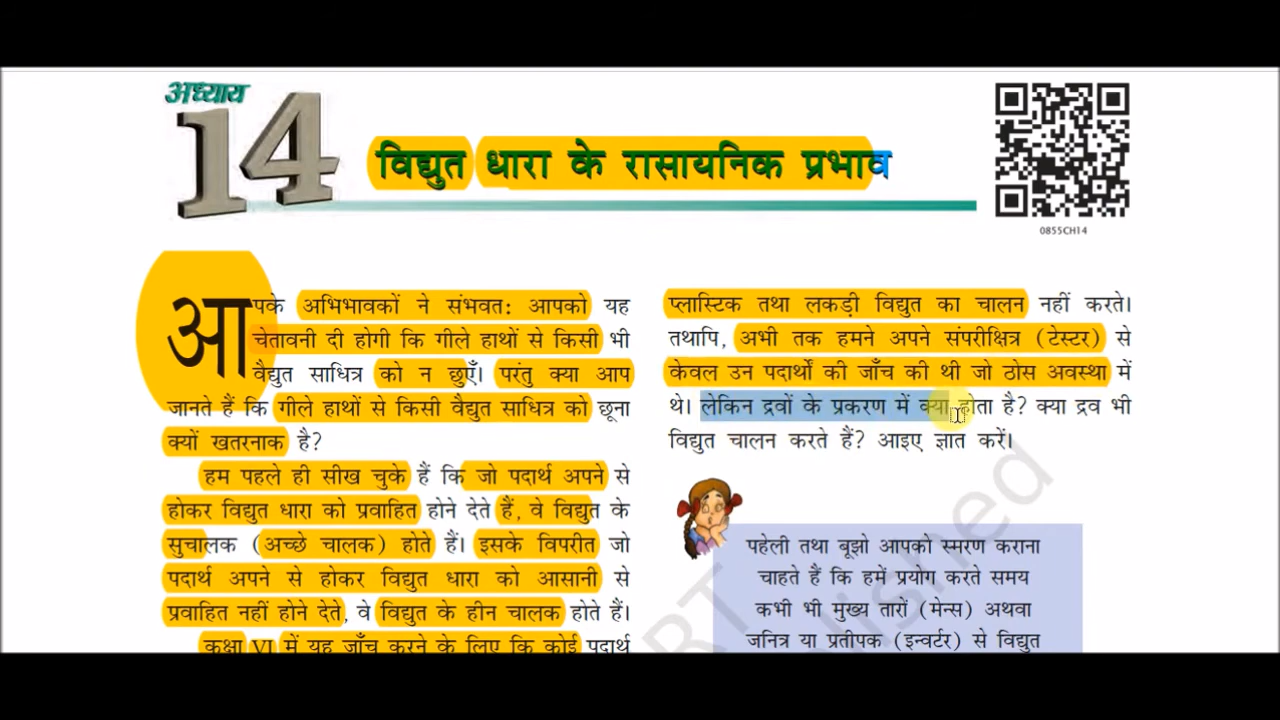 अध्याय
14
विद्युत धारा के रासायनिक प्रभाव
0855CH14
आपके अभिभावकों ने संभवत: आपको यह
चेतावनी दी होगी कि गीले हाथों से किसी भी
वैद्युत साधित्र को न छुएँ। परंतु क्या आप
जानते हैं कि गीले हाथों से किसी वैद्युत साधित्र को छूना
क्यों खतरनाक है?
हम पहले ही सीख चुके हैं कि जो पदार्थ अपने से
होकर विद्युत धारा को प्रवाहित होने देते हैं, वे विद्युत के
सुचालक (अच्छे चालक) होते हैं। इसके विपरीत जो
पदार्थ अपने से होकर विद्युत धारा को आसानी से
प्रवाहित नहीं होने देते, वे विद्युत के हीन चालक होते हैं।
कक्षा VI में यह जाँच करने के लिए कि कोई पदार्थ
प्लास्टिक तथा लकड़ी विद्युत का चालन नहीं करते।
तथापि, अभी तक हमने अपने संपरीक्षित्र (टेस्टर) से
केवल उन पदार्थों की जाँच की थी जो ठोस अवस्था में
थे। लेकिन द्रवों के प्रकरण में क्या होता है? क्या द्रव भी
विद्युत चालन करते हैं? आइए ज्ञात करें।
पहेली तथा बूझो आपको स्मरण कराना
चाहते हैं कि हमें प्रयोग करते समय
कभी भी मुख्य तारों (मेन्स) अथवा
जनित्र या प्रतीपक (इन्वर्टर) से विद्युत